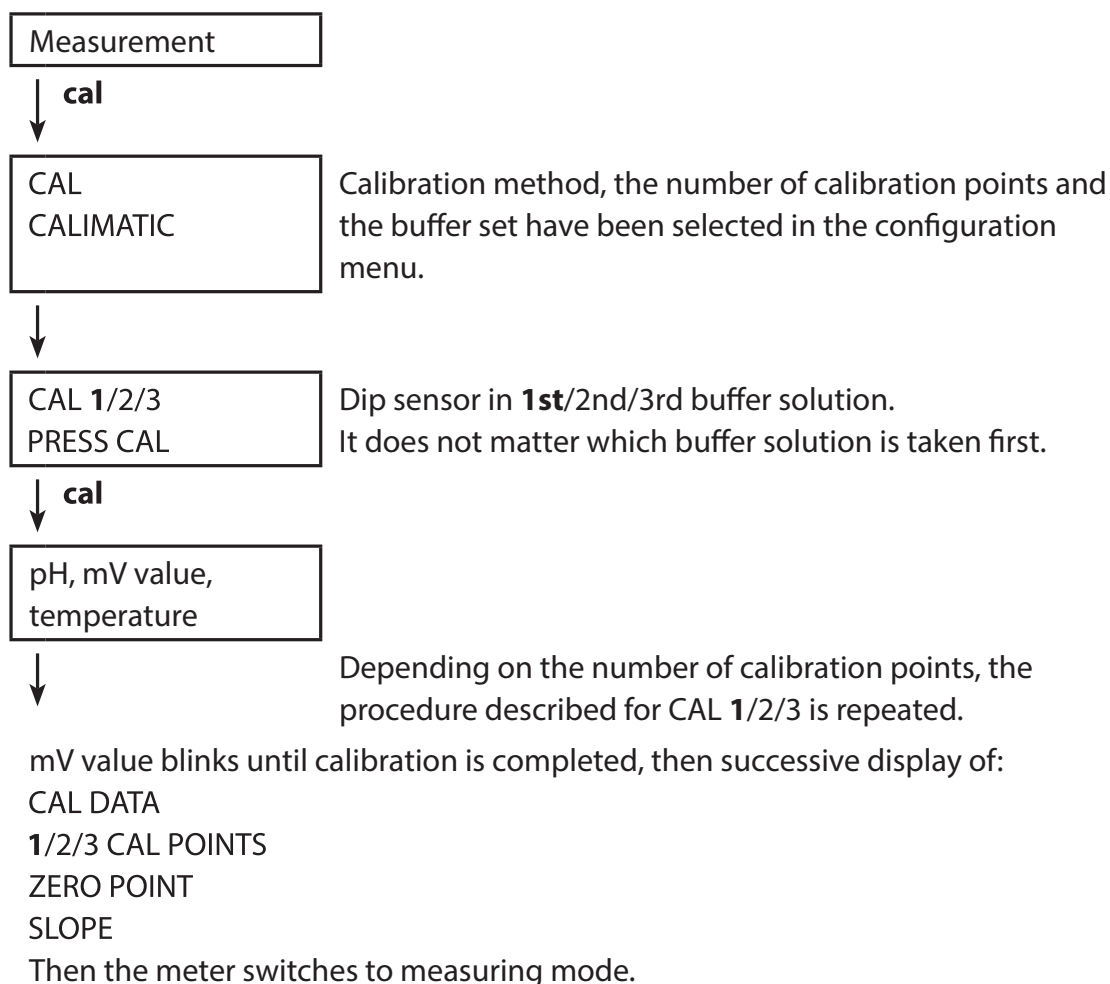 Measurement
cal
CAL
CALIMATIC
Calibration method, the number of calibration points and
the buffer set have been selected in the configuration
menu.
CAL 1/2/3
PRESS CAL
Dip sensor in 1st/2nd/3rd buffer solution.
It does not matter which buffer solution is taken first.
cal
pH, mV value,
temperature
Depending on the number of calibration points, the
procedure described for CAL 1/2/3 is repeated.
mV value blinks until calibration is completed, then successive display of:
CAL DATA
1/2/3 CAL POINTS
ZERO POINT
SLOPE
Then the meter switches to measuring mode.